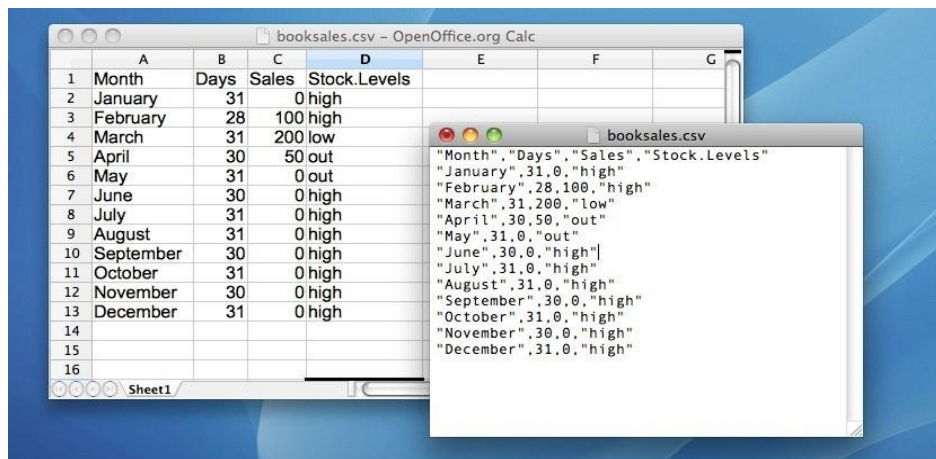 booksales.csv – OpenOffice.org Calc
A B C D E F G
1 Month Days Sales Stock.Levels
2 January 31 0 high
3 February 28 100 high
4 March 31 200 low
5 April 30 50 out
6 May 31 0 out
7 June 30 0 high
8 July 31 0 high
9 August 31 0 high
10 September 30 0 high
11 October 31 0 high
12 November 30 0 high
13 December 31 0 high
14
15
16
Sheet1
booksales.csv
"Month","Days","Sales","Stock.Levels"
"January",31,0,"high"
"February",28,100,"high"
"March",31,200,"low"
"April",30,50,"out"
"May",31,0,"out"
"June",30,0,"high"
"July",31,0,"high"
"August",31,0,"high"
"September",30,0,"high"
"October",31,0,"high"
"November",30,0,"high"
"December",31,0,"high"